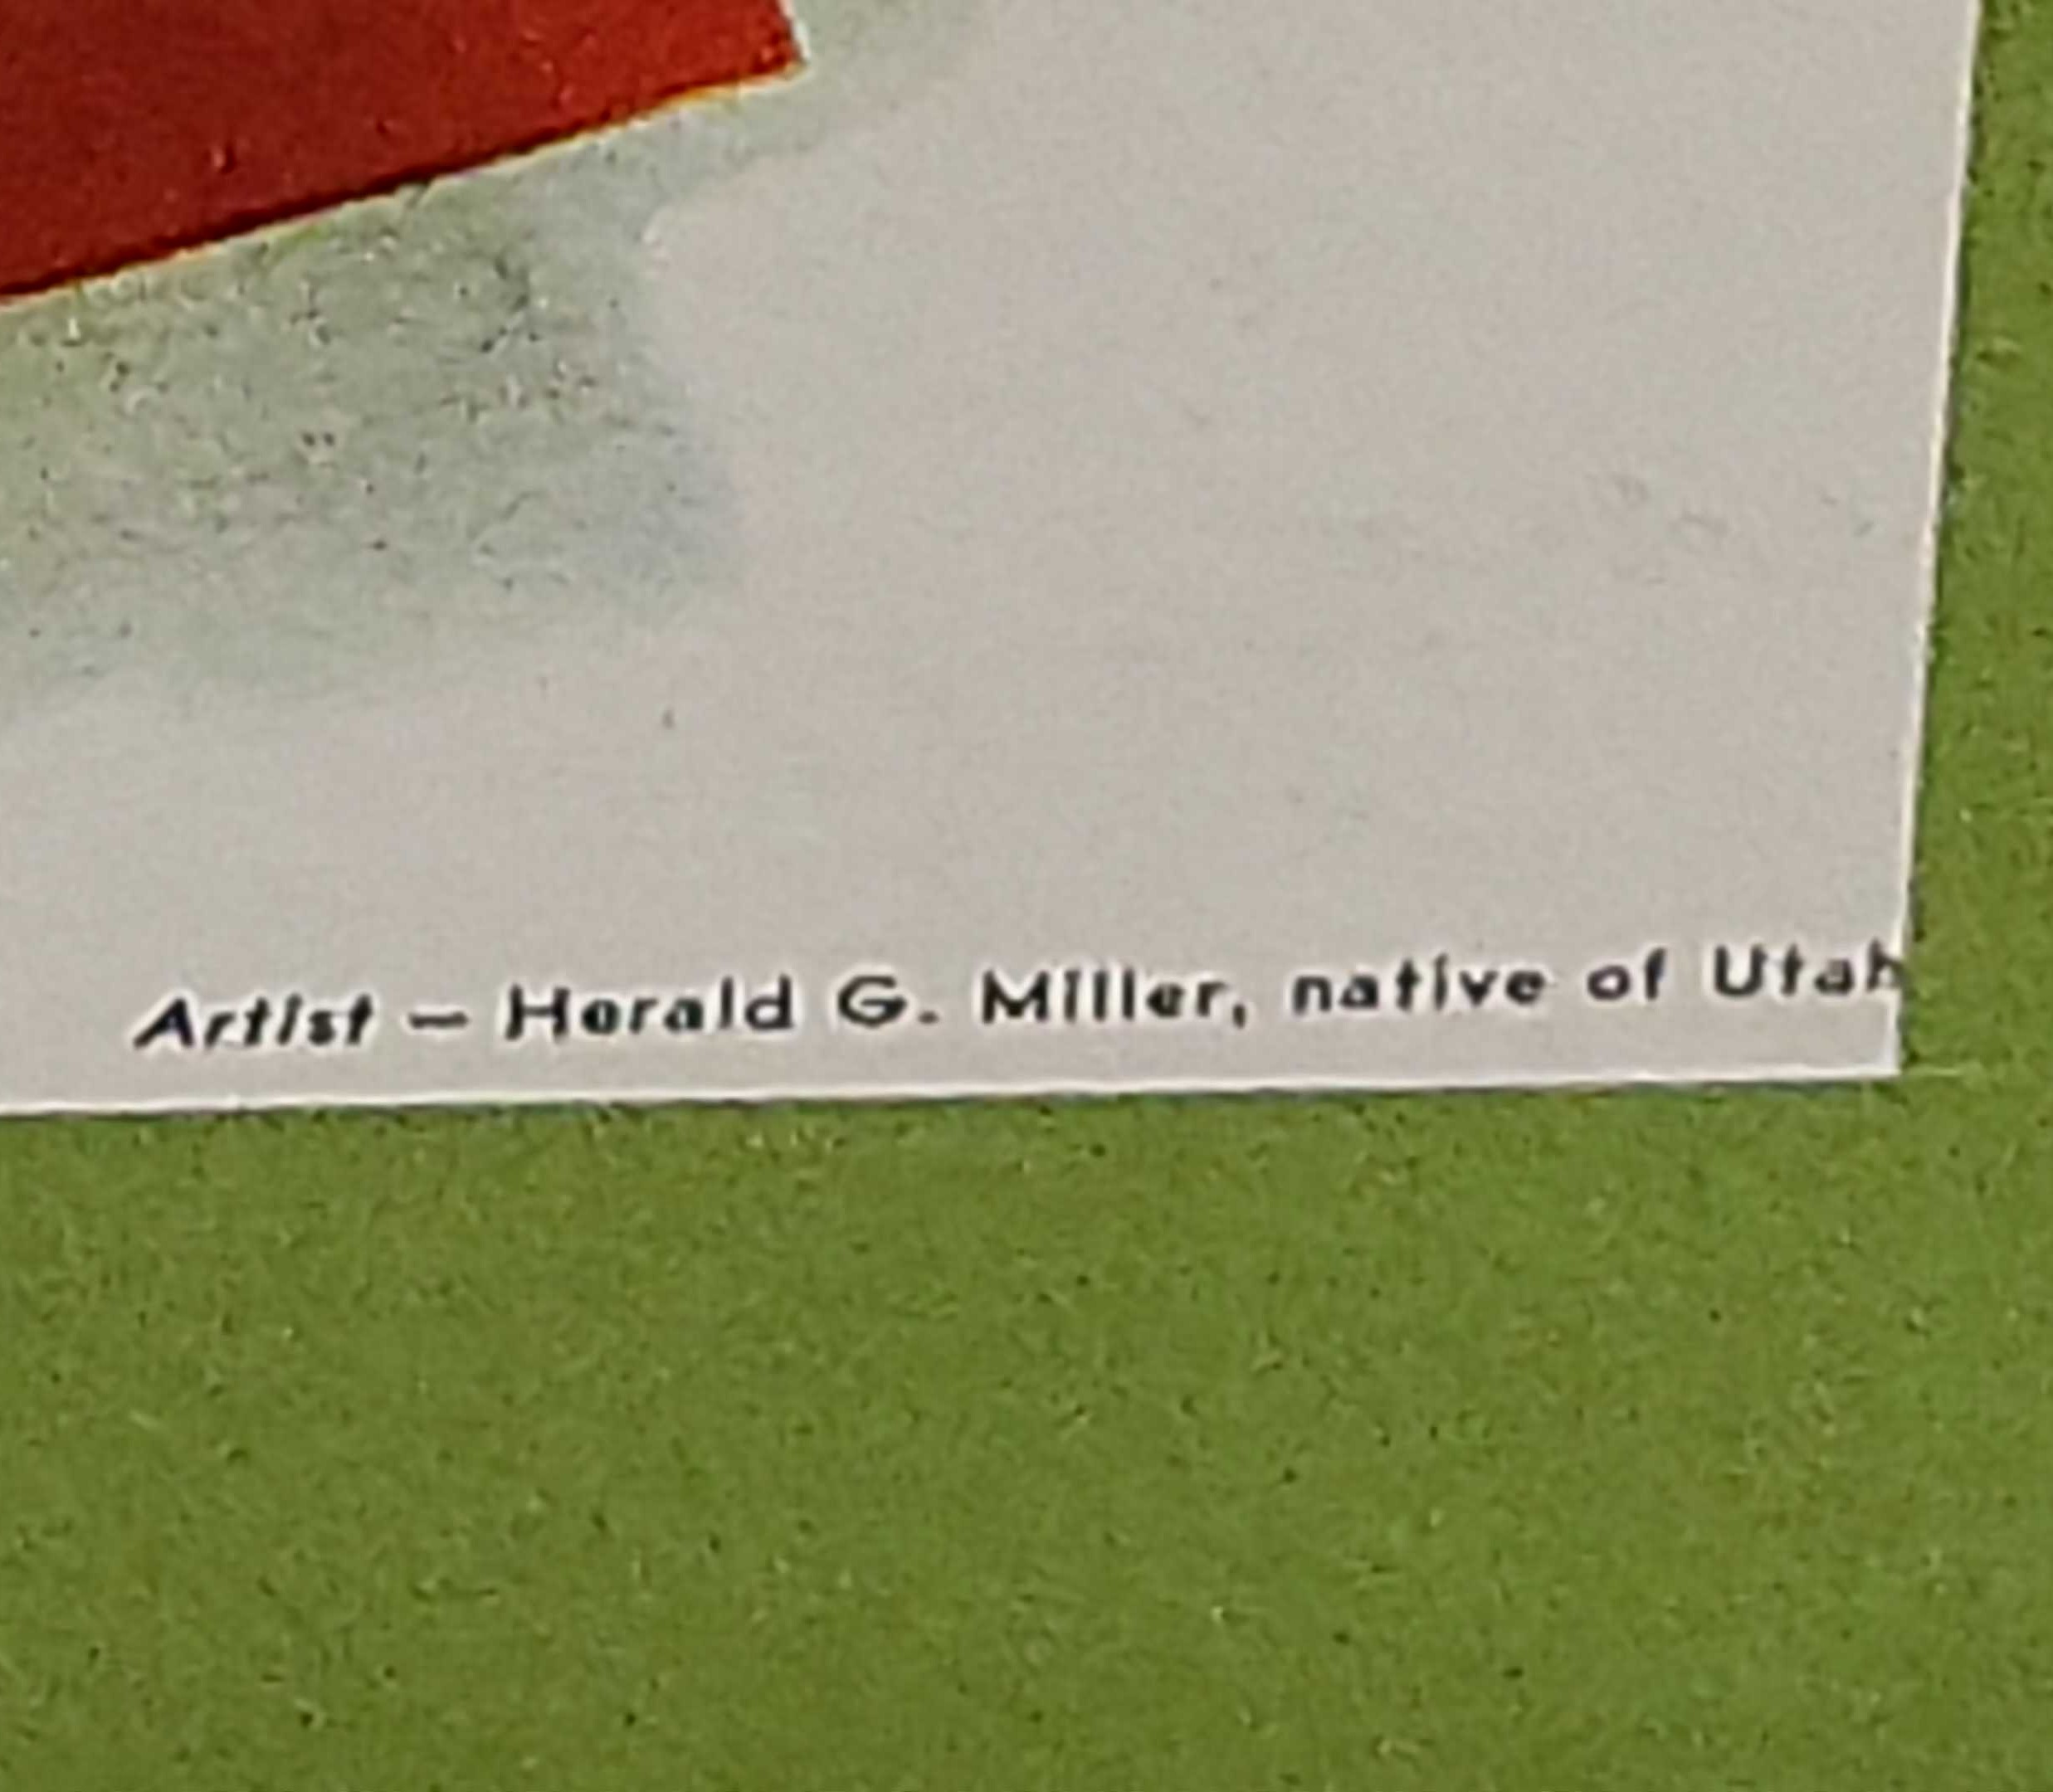 Artist – Herald G. Miller, native of Utah